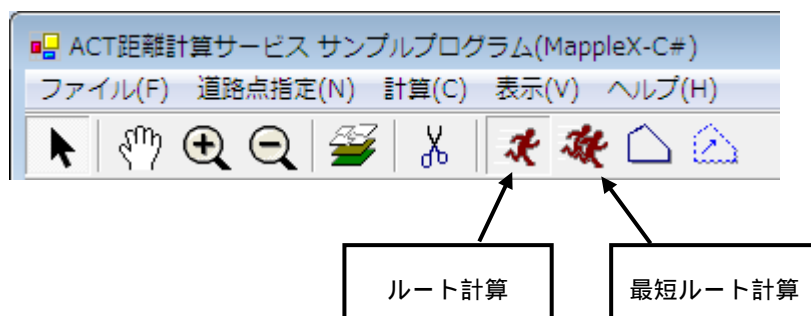 ACT距離計算サービス サンプルプログラム(MappleX-C#)
ファイル(F) 道路点指定(N) 計算(C) 表示(V) ヘルプ(H)
ルート計算 最短ルート計算